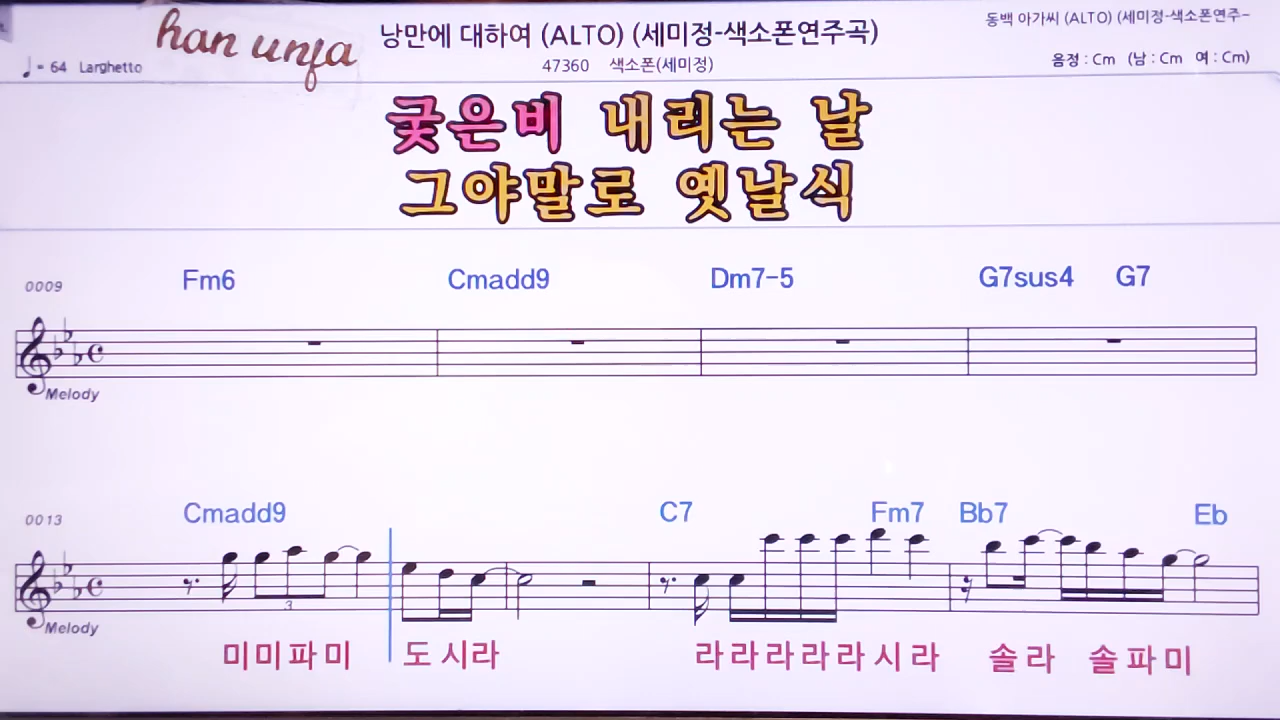 han unja
낭만에 대하여 (ALTO) (세미정-색소폰연주곡)
동백 아가씨 (ALTO) (세미정-색소폰연주-
♩= 64 Larghetto
47360 색소폰(세미정)
음정 : Cm (남 : Cm 여 : Cm)
궂은비 내리는 날
그야말로 옛날식
0009 Fm6 Cmadd9 Dm7-5 G7sus4 G7
Melody
0013 Cmadd9 C7 Fm7 Bb7 Eb
3
Melody
미미파미 도시라 라라라라라시라 솔라 솔파미